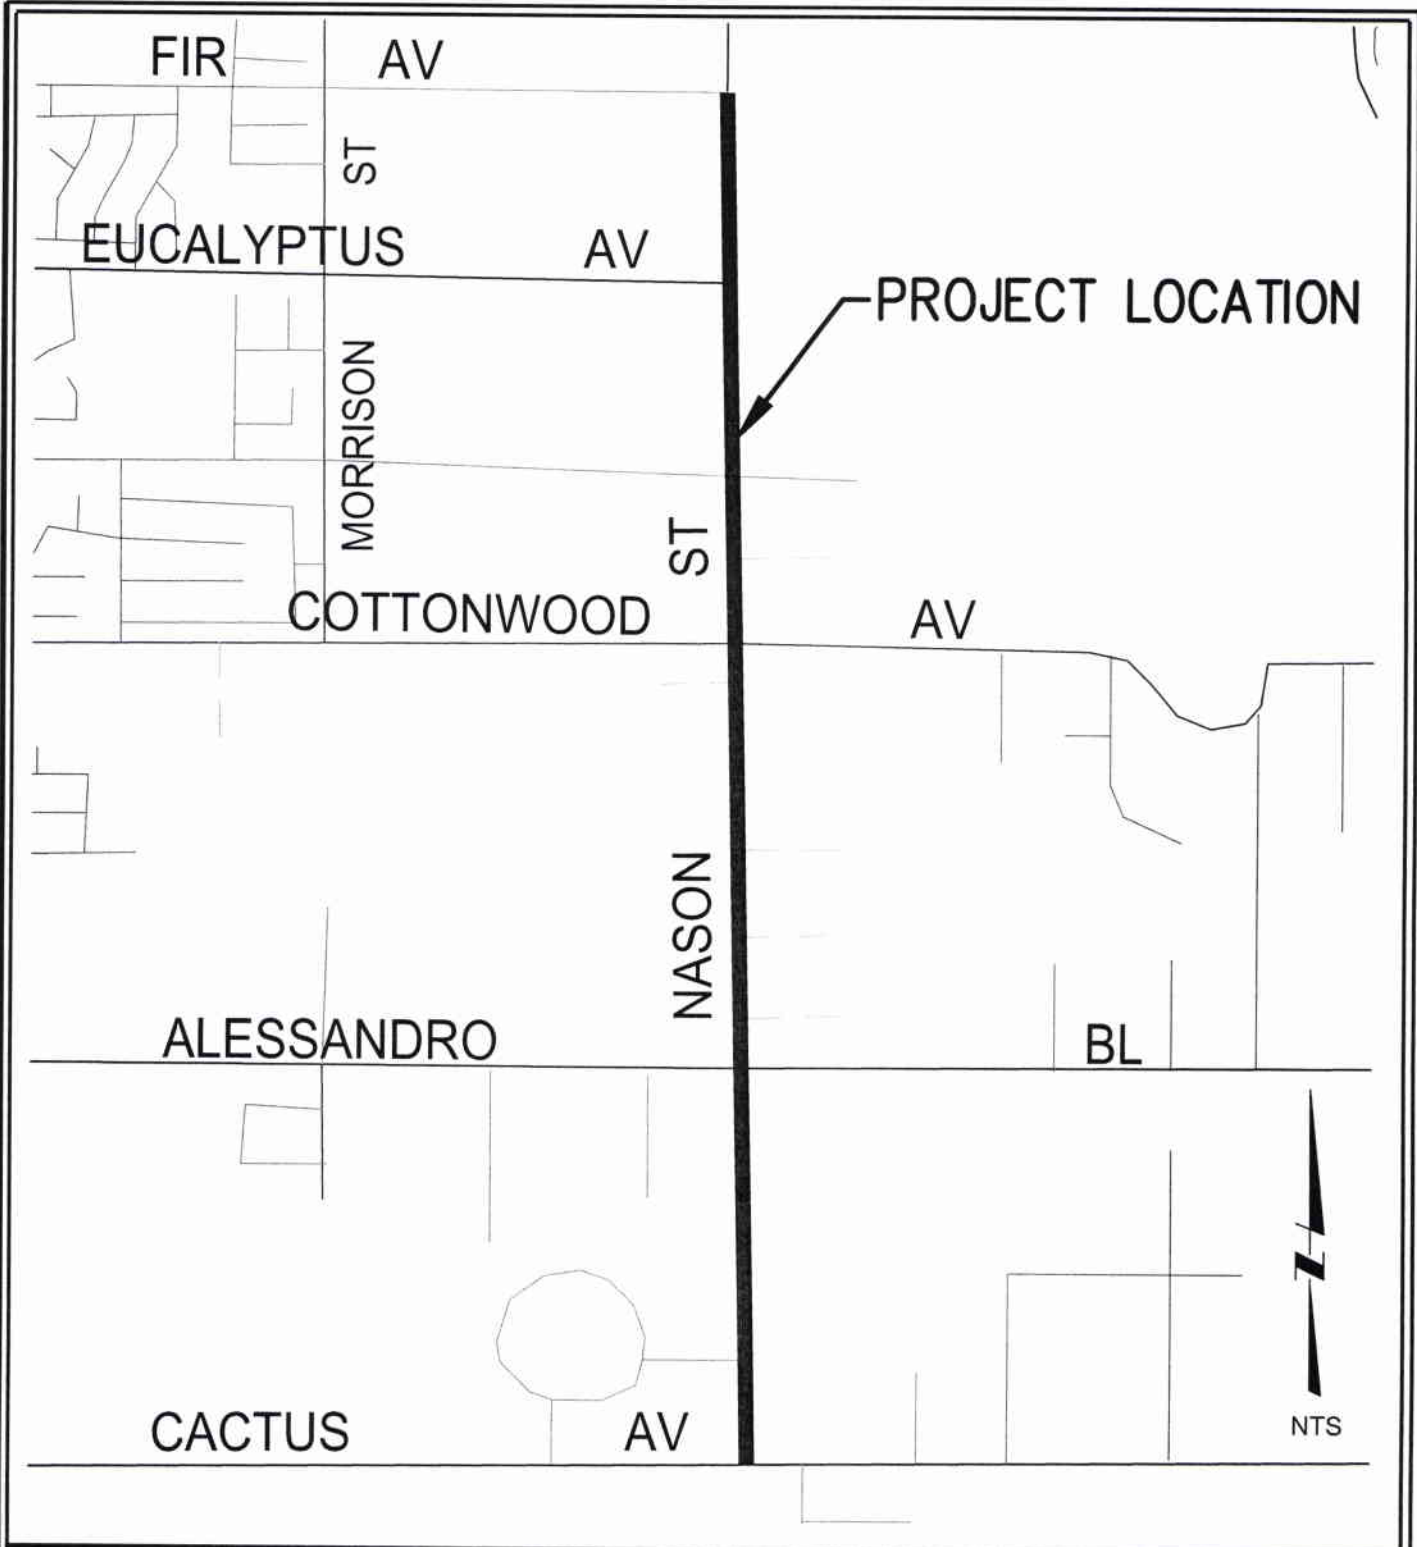 FIR AV
ST
EUCALYPTUS AV
PROJECT LOCATION
MORRISON
ST
COTTONWOOD AV
NASON
ALESSANDRO BL
N
CACTUS AV
NTS